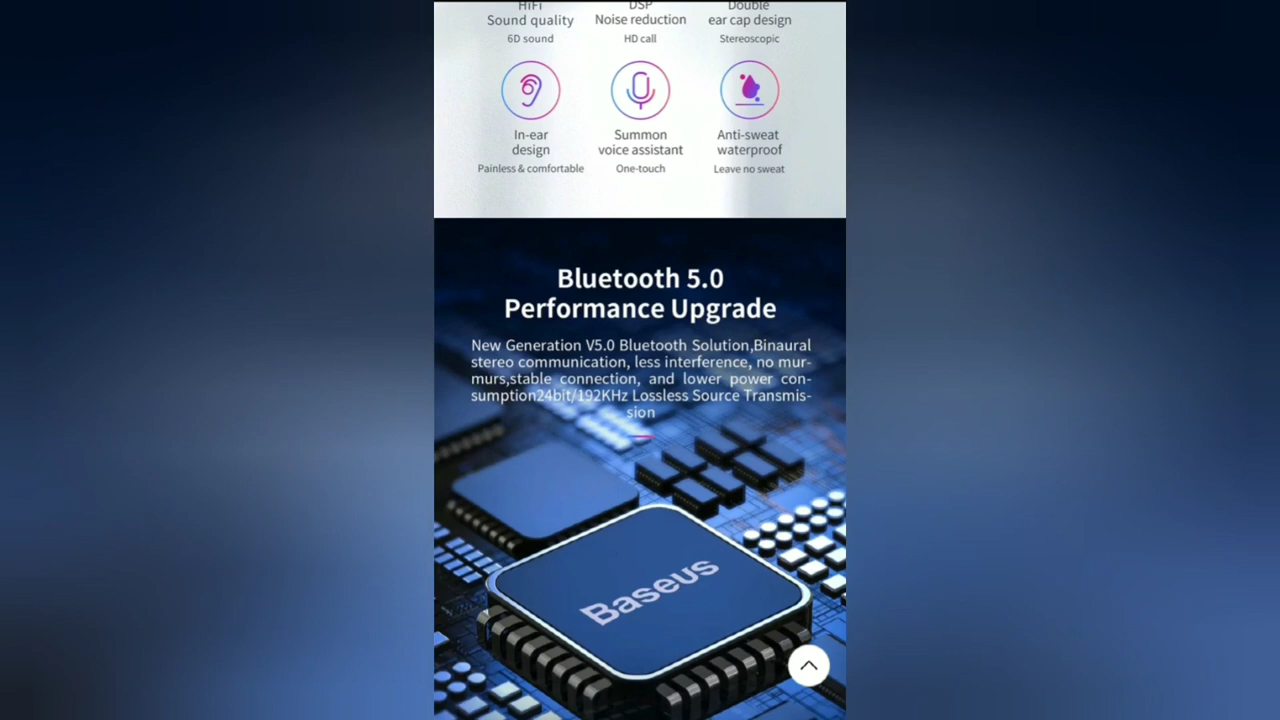 HiFi
Sound quality
6D sound
DSP
Noise reduction
HD call
Double
ear cap design
Stereoscopic
In-ear
design
Painless & comfortable
Summon
voice assistant
One-touch
Anti-sweat
waterproof
Leave no sweat
Bluetooth 5.0
Performance Upgrade
New Generation V5.0 Bluetooth Solution,Binaural
stereo communication, less interference, no mur-
murs,stable connection, and lower power con-
sumption24bit/192KHz Lossless Source Transmis-
sion
Baseus